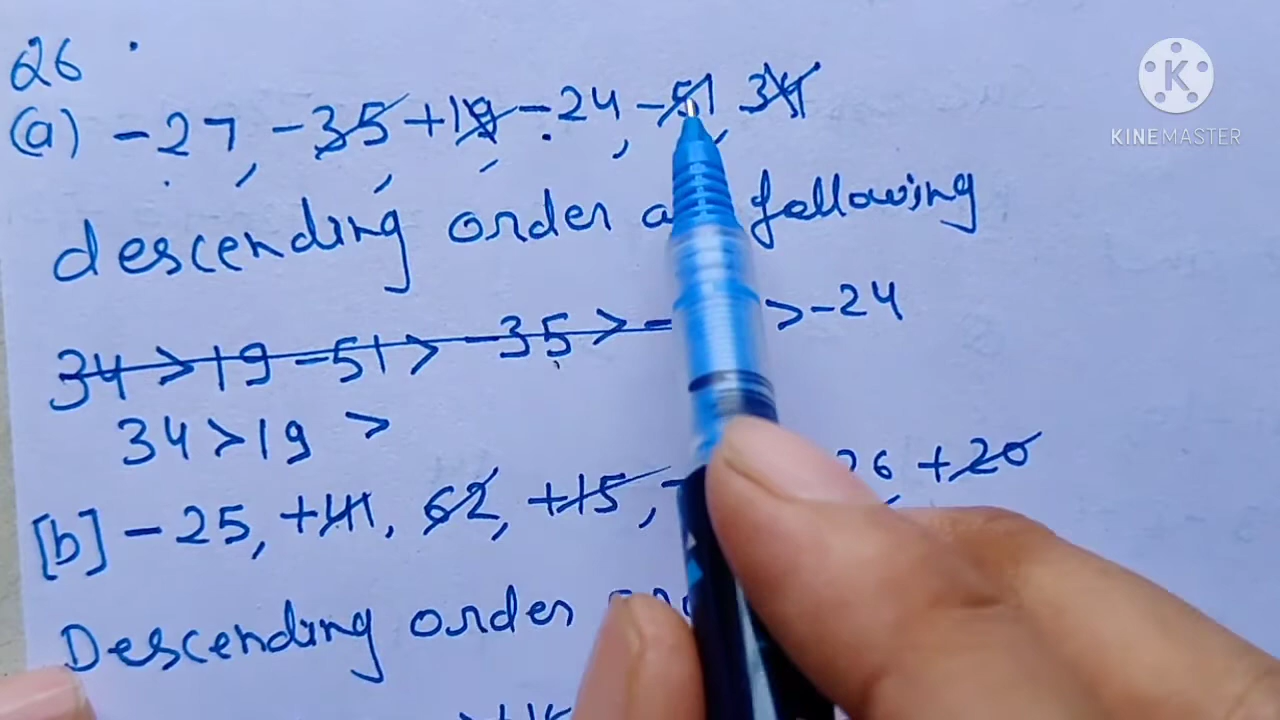 26
(a) -27, -35, +19, -24, -51, 34
descending order following
34 > 19 -51 > -35 > - > -24
34 > 19 >
[b] -25, +41, 62, +15, 26, +20
Descending order
K
KINEMASTER